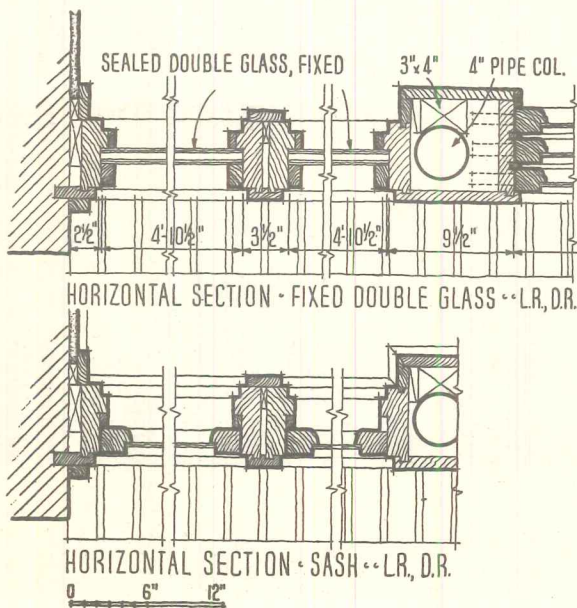 SEALED DOUBLE GLASS, FIXED
3"x4"
4" PIPE COL.
2½" 4'-10½" 3½" 4'-10½" 9½"
HORIZONTAL SECTION · FIXED DOUBLE GLASS ·· L.R., D.R.
HORIZONTAL SECTION · SASH ·· L.R., D.R.
0 6" 12"